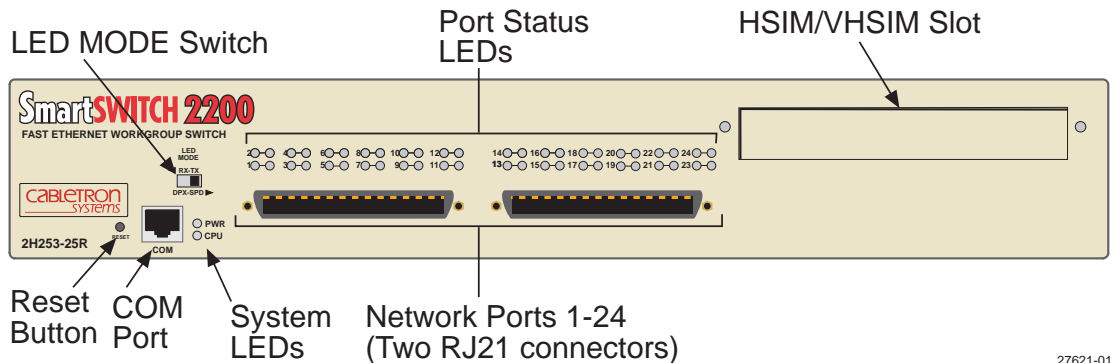 LED MODE Switch
Port Status
LEDs
HSIM/VHSIM Slot
SmartSWITCH 2200
FAST ETHERNET WORKGROUP SWITCH
LED
MODE
RX-TX
DPX-SPD
2 4 6 8 10 12 14 16 18 20 22 24
1 3 5 7 9 11 13 15 17 19 21 23
CABLETRON
SYSTEMS
2H253-25R
RESET
COM
PWR
CPU
Reset
Button
COM
Port
System
LEDs
Network Ports 1-24
(Two RJ21 connectors)
27621-01